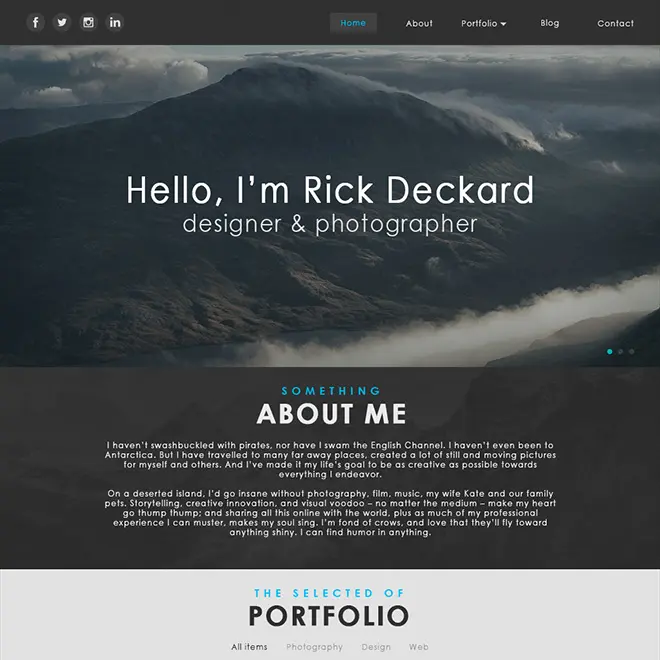 Home About Portfolio Blog Contact
Hello, I'm Rick Deckard
designer & photographer
SOMETHING
ABOUT ME
I haven't swashbuckled with pirates, nor have I swam the English Channel. I haven't even been to
Antarctica. But I have travelled to many far away places, created a lot of still and moving pictures
for myself and others. And I've made it my life's goal to be as creative as possible towards
everything I endeavor.
On a deserted island, I'd go insane without photography, film, music, my wife Kate and our family
pets. Storytelling, creative innovation, and visual voodoo – no matter the medium – make my heart
go thump thump; and sharing all this online with the world, plus as much of my professional
experience I can muster, makes my soul sing. I'm fond of crows, and love that they'll fly toward
anything shiny. I can find humor in anything.
THE SELECTED OF
PORTFOLIO
All items Photography Design Web